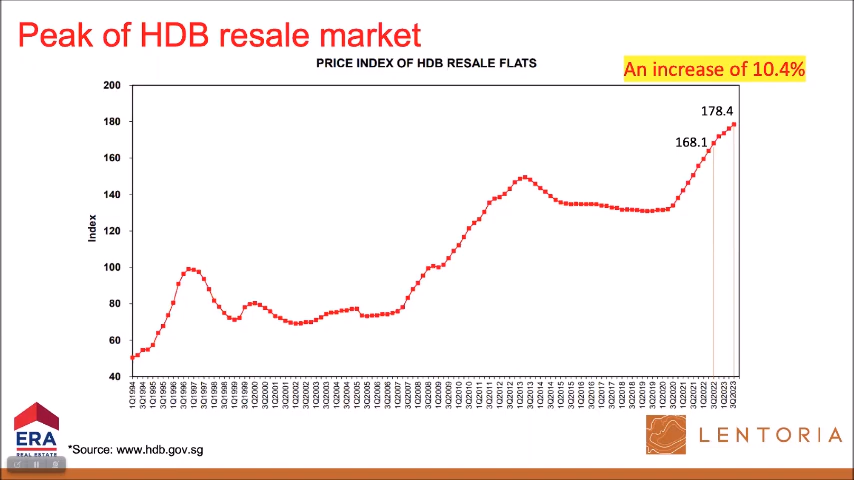 Peak of HDB resale market
PRICE INDEX OF HDB RESALE FLATS
An increase of 10.4%
178.4
168.1
Index
200
180
160
140
120
100
80
60
40
1Q1994
3Q1994
1Q1995
3Q1995
1Q1996
3Q1996
1Q1997
3Q1997
1Q1998
3Q1998
1Q1999
3Q1999
1Q2000
3Q2000
1Q2001
3Q2001
1Q2002
3Q2002
1Q2003
3Q2003
1Q2004
3Q2004
1Q2005
3Q2005
1Q2006
3Q2006
1Q2007
3Q2007
1Q2008
3Q2008
1Q2009
3Q2009
1Q2010
3Q2010
1Q2011
3Q2011
1Q2012
3Q2012
1Q2013
3Q2013
1Q2014
3Q2014
1Q2015
3Q2015
1Q2016
3Q2016
1Q2017
3Q2017
1Q2018
3Q2018
1Q2019
3Q2019
1Q2020
3Q2020
1Q2021
3Q2021
1Q2022
3Q2022
1Q2023
3Q2023
ERA
REAL ESTATE
*Source: www.hdb.gov.sg
LENTORIA